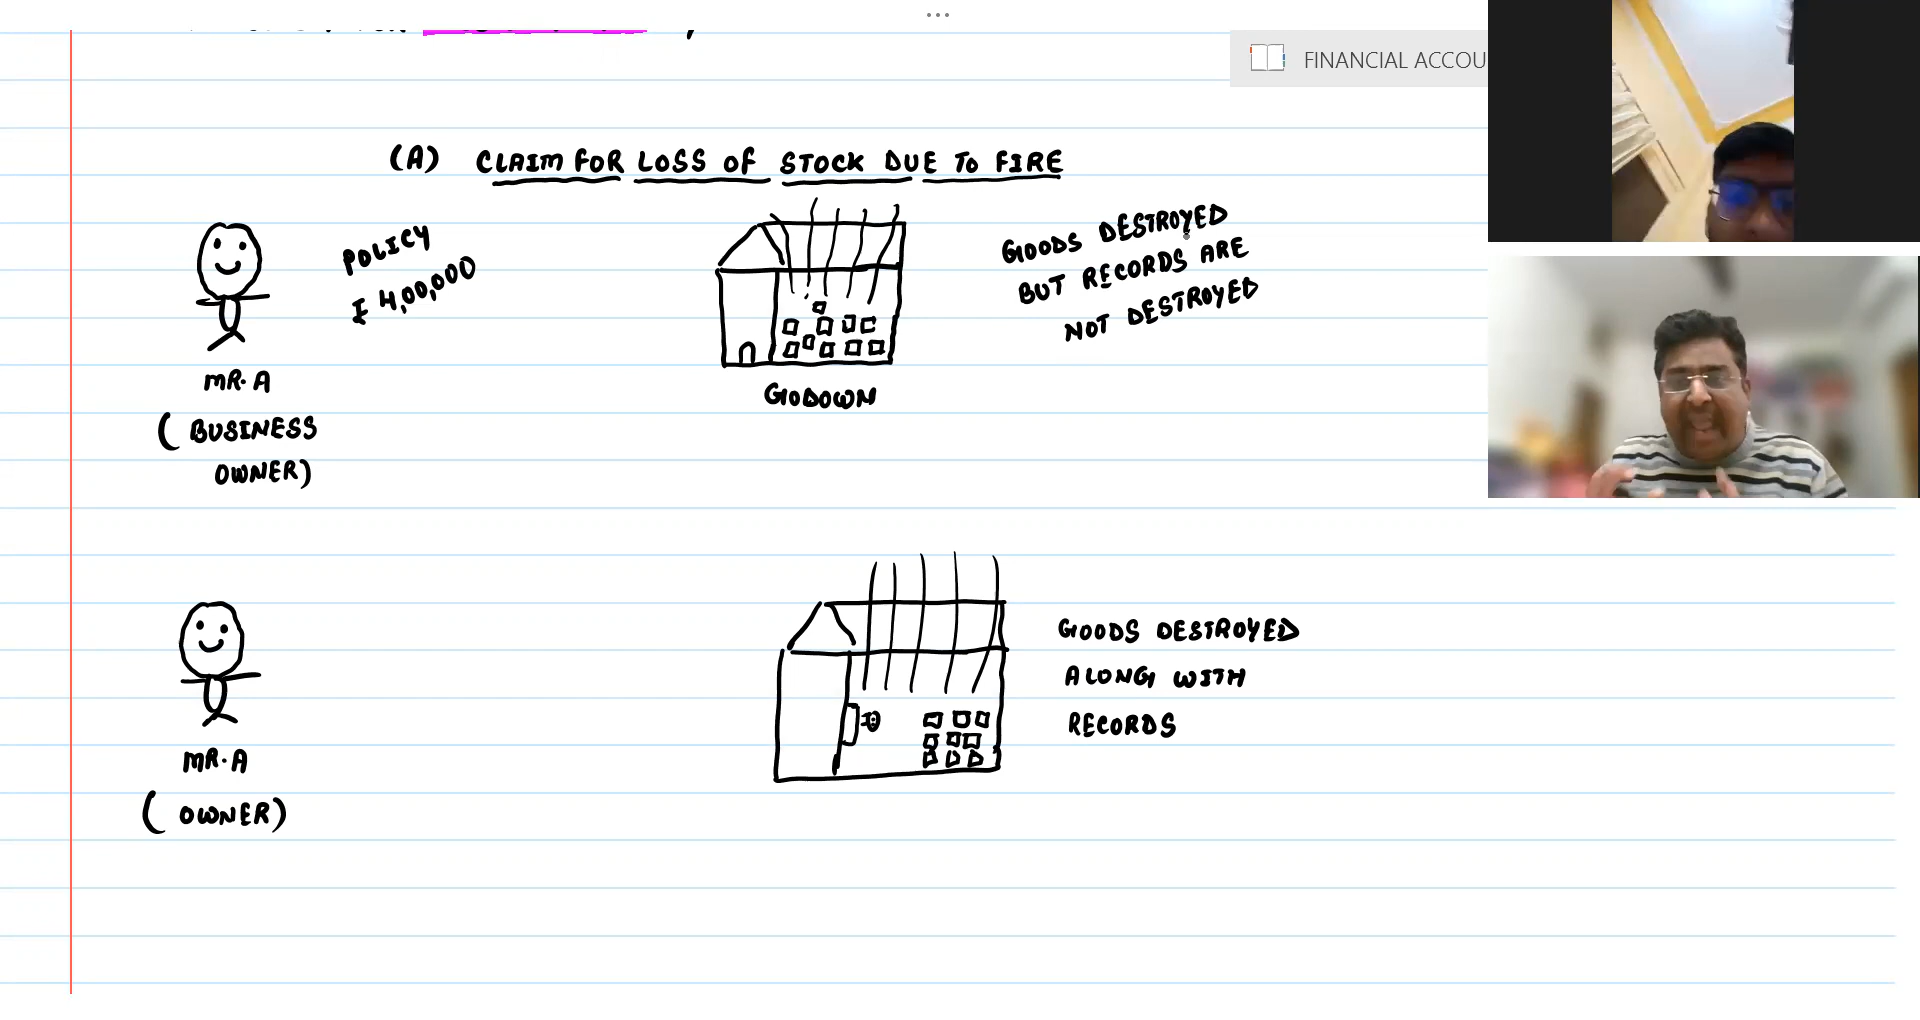 FINANCIAL ACCOU
(A) CLAIM FOR LOSS OF STOCK DUE TO FIRE
POLICY
₹ 4,00,000
MR. A
( BUSINESS
OWNER)
GODOWN
GOODS DESTROYED
BUT RECORDS ARE
NOT DESTROYED
MR. A
( OWNER)
GOODS DESTROYED
ALONG WITH
RECORDS